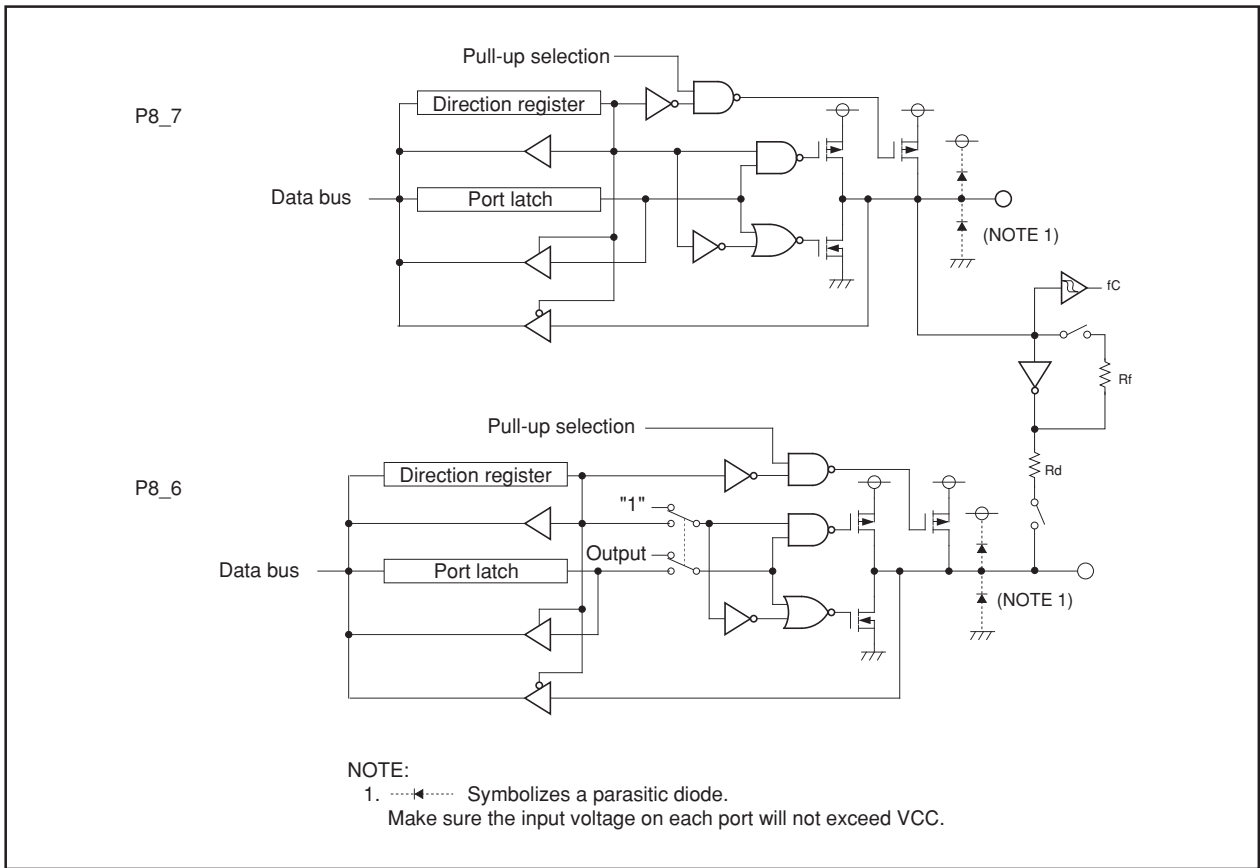 Pull-up selection
P8_7
Direction register
Data bus
Port latch
(NOTE 1)
fC
Rf
Pull-up selection
Rd
P8_6
Direction register
"1"
Output
Data bus
Port latch
(NOTE 1)
NOTE:
1. Symbolizes a parasitic diode.
Make sure the input voltage on each port will not exceed VCC.